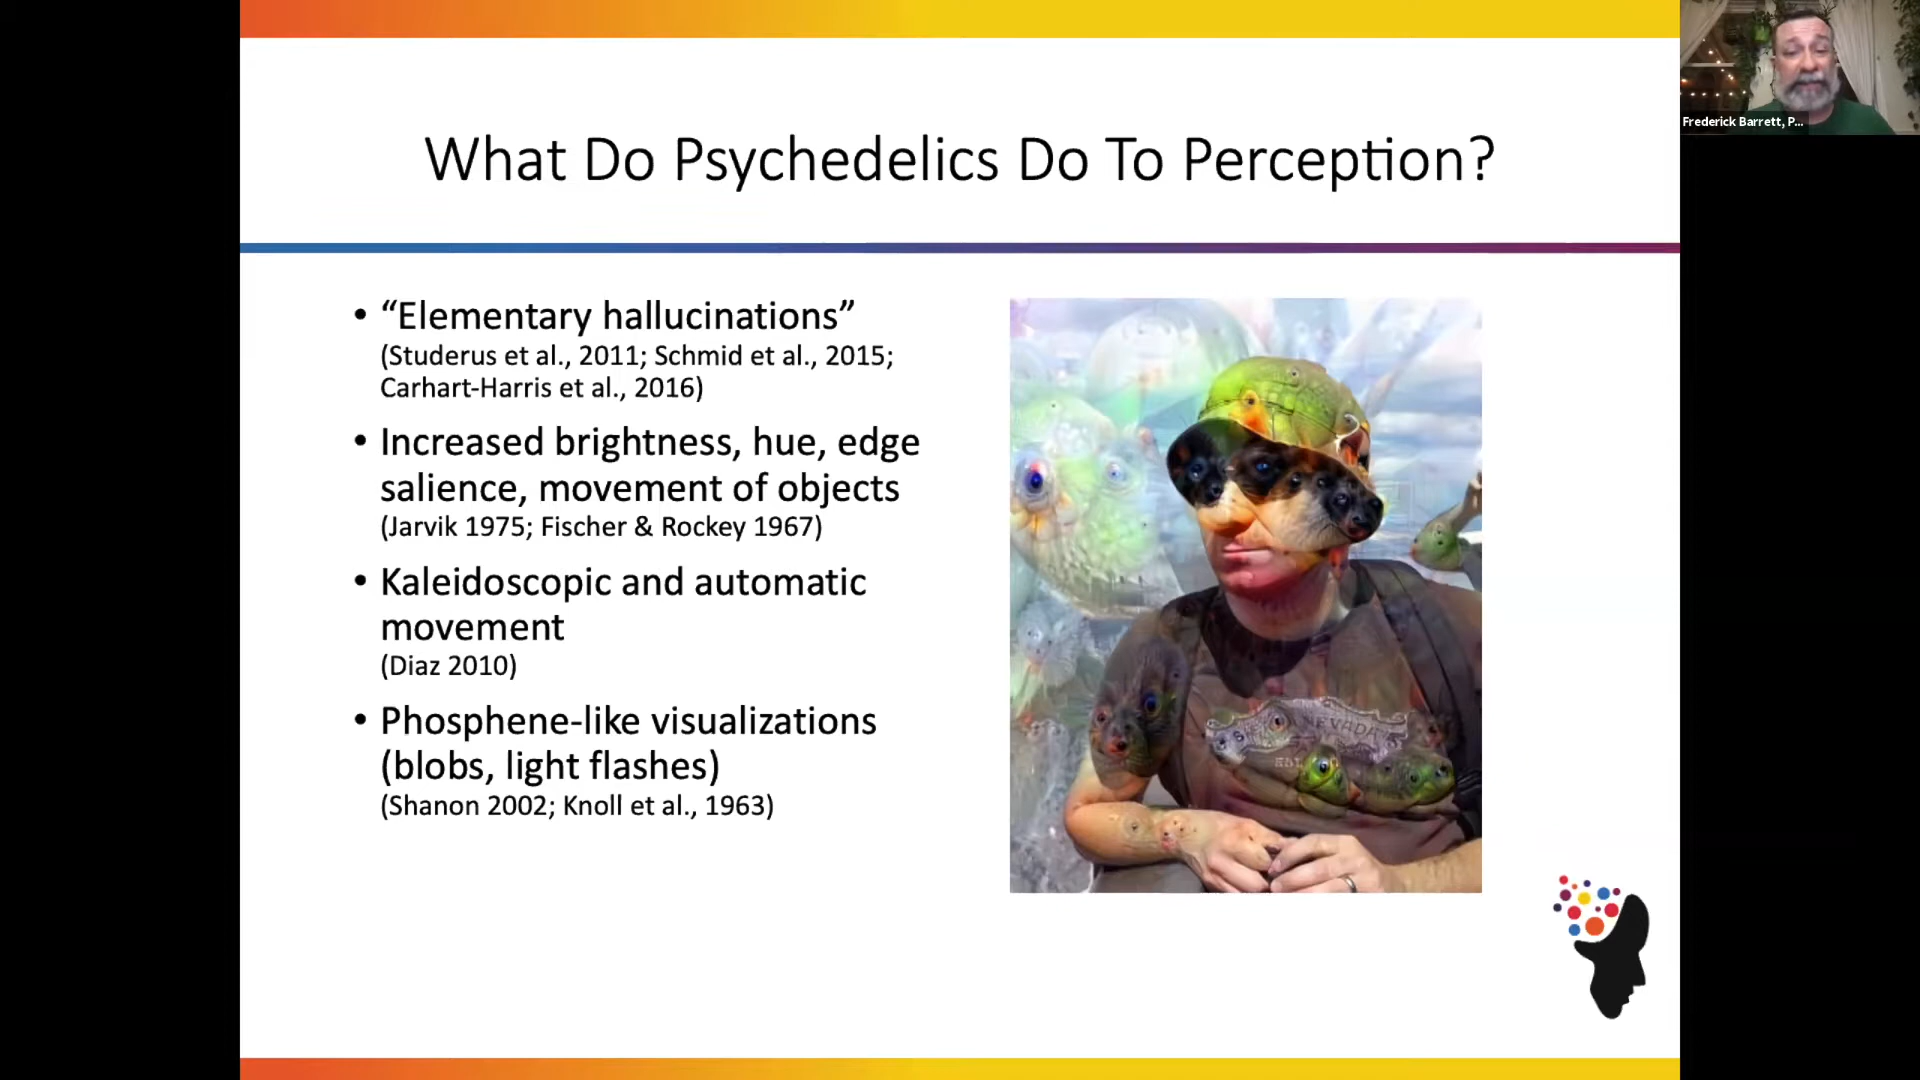 What Do Psychedelics Do To Perception?
• “Elementary hallucinations”
(Studerus et al., 2011; Schmid et al., 2015;
Carhart-Harris et al., 2016)
• Increased brightness, hue, edge
salience, movement of objects
(Jarvik 1975; Fischer & Rockey 1967)
• Kaleidoscopic and automatic
movement
(Diaz 2010)
• Phosphene-like visualizations
(blobs, light flashes)
(Shanon 2002; Knoll et al., 1963)
NEVADA
Frederick Barrett, P...